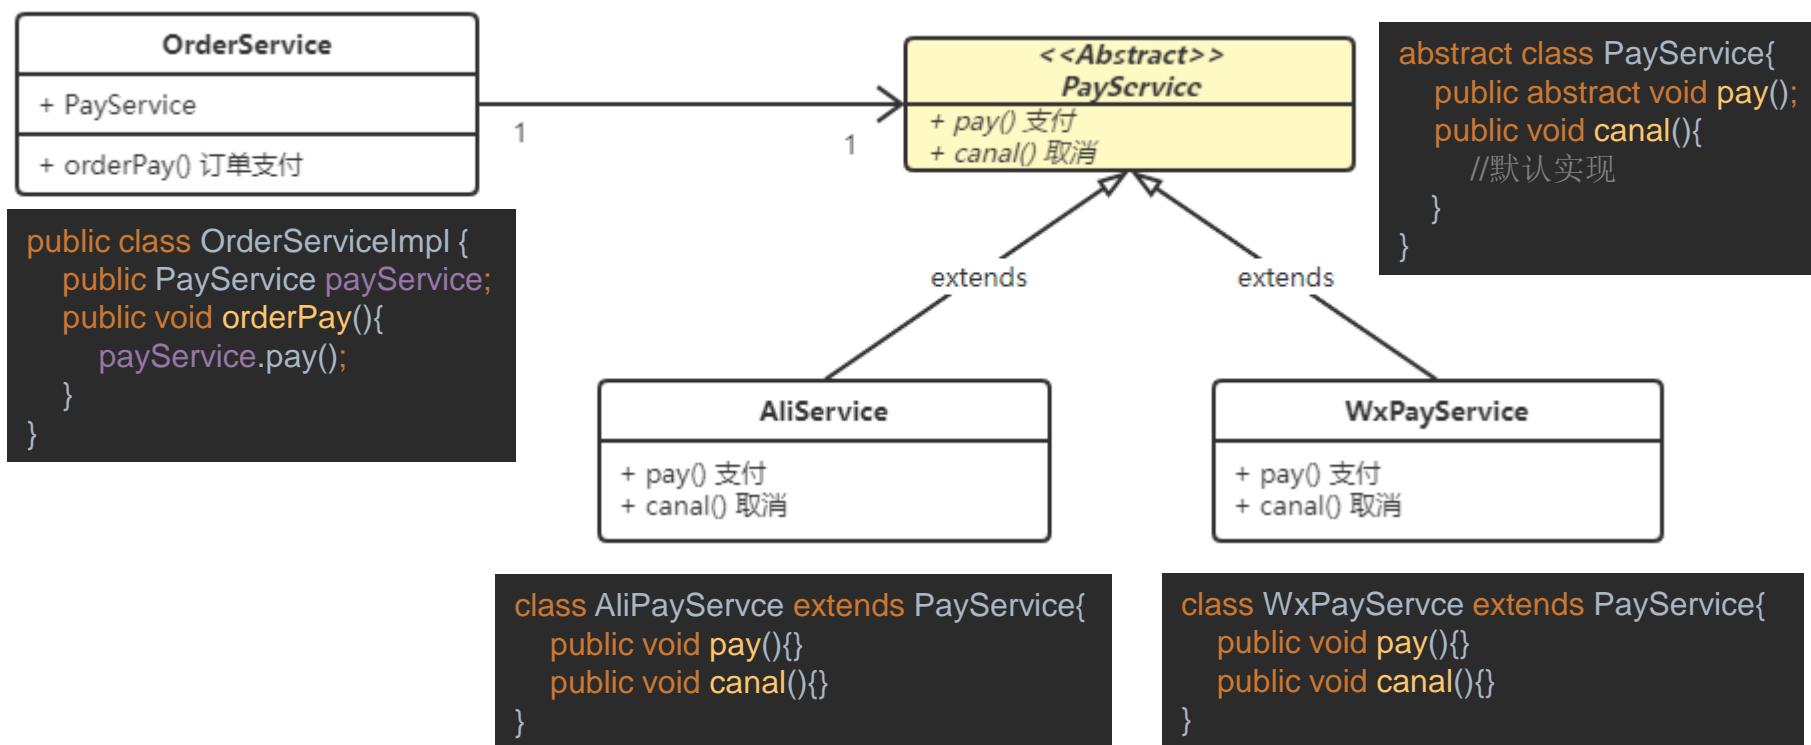 OrderService
+ PayService
+ orderPay() 订单支付
1
1
<<Abstract>>
PayService
+ pay() 支付
+ canal() 取消
abstract class PayService{
public abstract void pay();
public void canal(){
//默认实现
}
}
public class OrderServiceImpl {
public PayService payService;
public void orderPay(){
payService.pay();
}
}
extends
extends
AliService
+ pay() 支付
+ canal() 取消
WxPayService
+ pay() 支付
+ canal() 取消
class AliPayServce extends PayService{
public void pay(){}
public void canal(){}
}
class WxPayServce extends PayService{
public void pay(){}
public void canal(){}
}